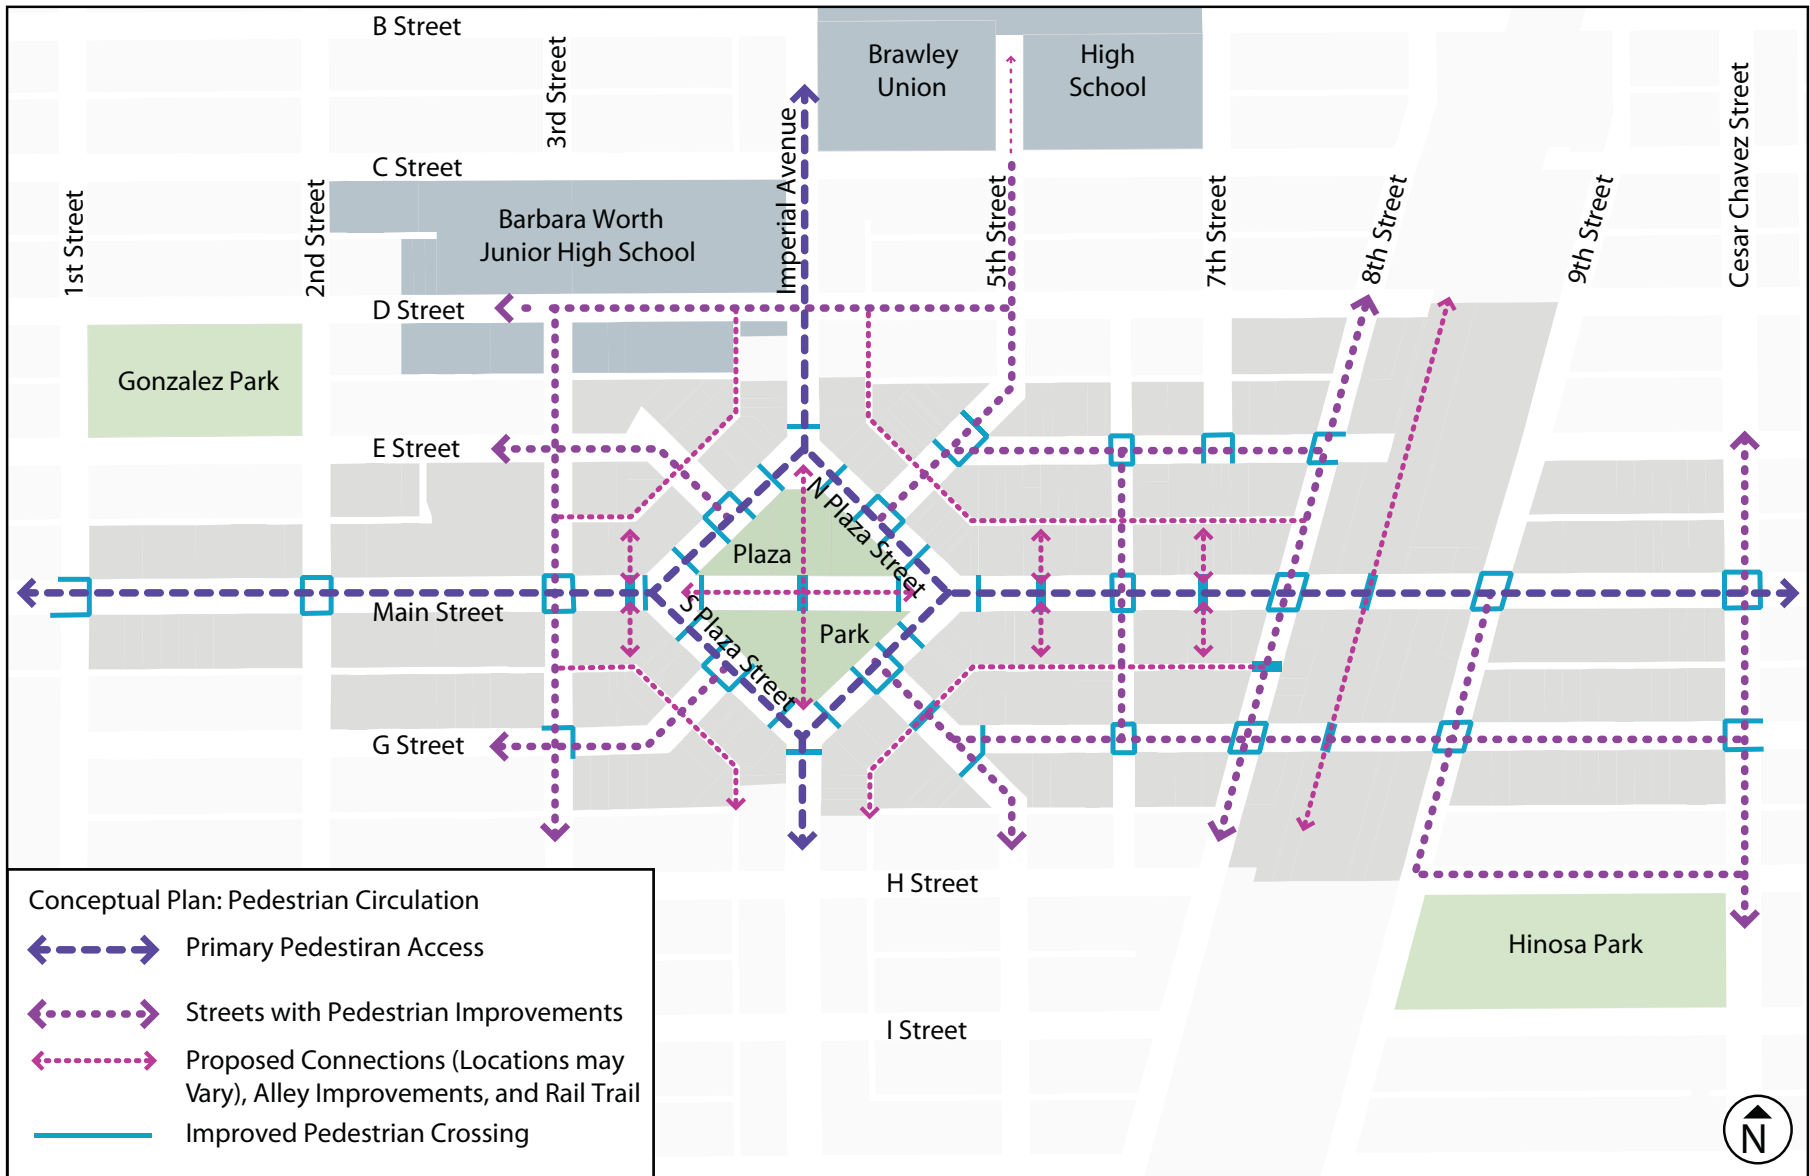 B Street
3rd Street
Brawley
Union
High
School
Imperial Avenue
Cesar Chavez Street
C Street
1st Street
2nd Street
Barbara Worth
Junior High School
5th Street
7th Street
8th Street
9th Street
D Street
Gonzalez Park
E Street
N Plaza Street
Plaza
Main Street
S Plaza Street
Park
G Street
H Street
Hinosa Park
I Street
Conceptual Plan: Pedestrian Circulation
Primary Pedestiran Access
Streets with Pedestrian Improvements
Proposed Connections (Locations may
Vary), Alley Improvements, and Rail Trail
Improved Pedestrian Crossing
N